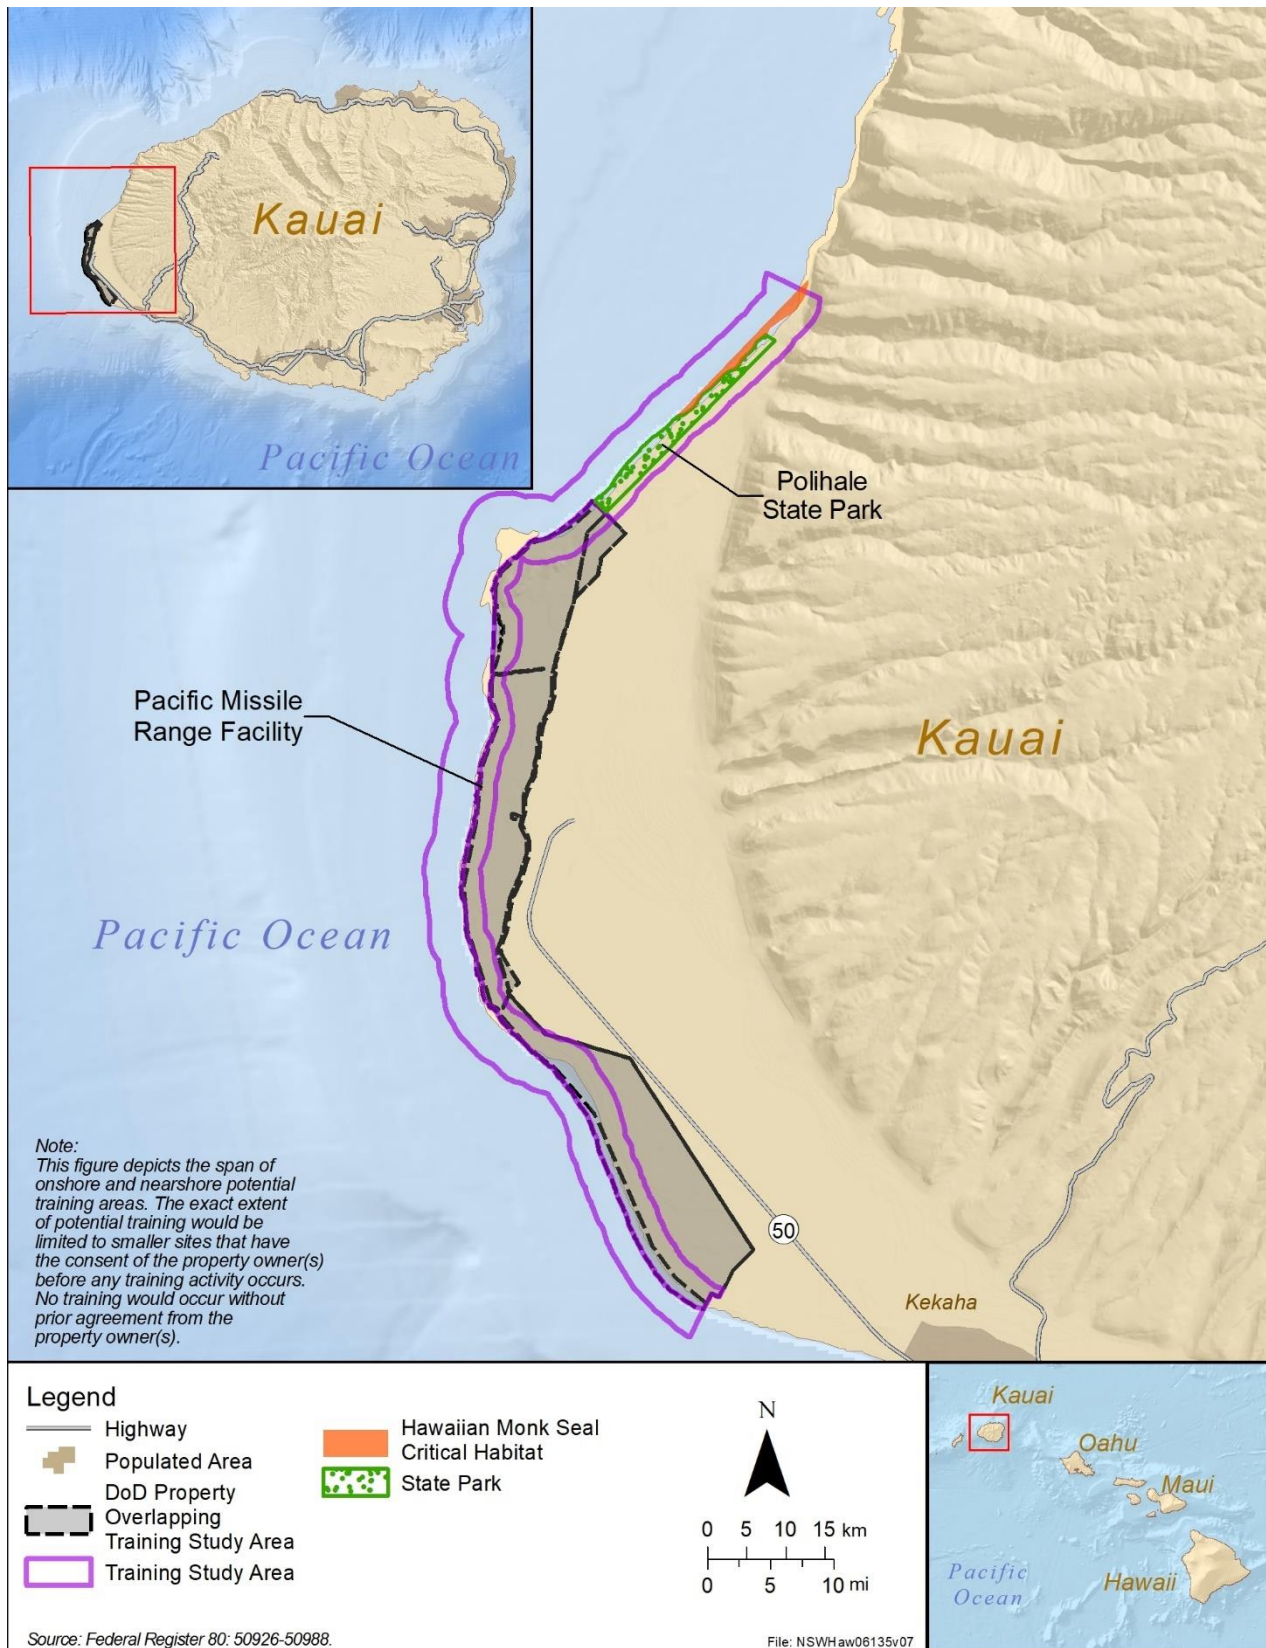 Kauai
Pacific Ocean
Polihale
State Park
Pacific Missile
Range Facility
Kauai
Pacific Ocean
50
Kekaha
Note:
This figure depicts the span of
onshore and nearshore potential
training areas. The exact extent
of potential training would be
limited to smaller sites that have
the consent of the property owner(s)
before any training activity occurs.
No training would occur without
prior agreement from the
property owner(s).
Legend
Highway
Populated Area
DoD Property
Overlapping
Training Study Area
Training Study Area
Hawaiian Monk Seal
Critical Habitat
State Park
N
0 5 10 15 km
0 5 10 mi
Source: Federal Register 80: 50926-50988.
File: NSWHaw06135v07
Kauai
Oahu
Maui
Hawaii
Pacific
Ocean